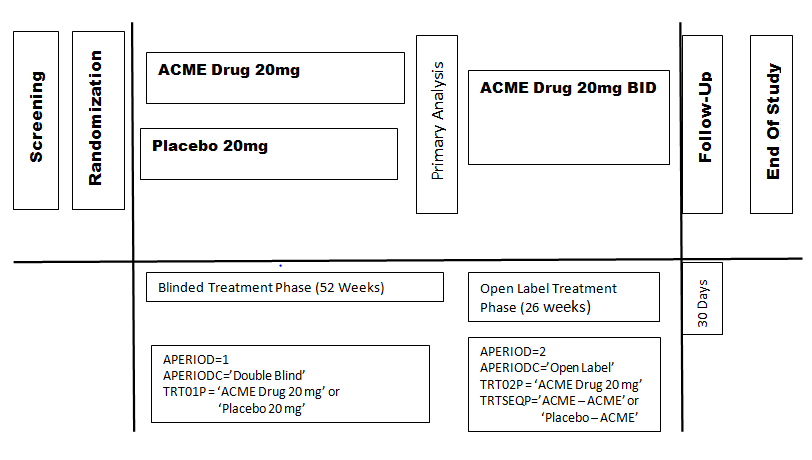 Screening
Randomization
ACME Drug 20mg
Placebo 20mg
Primary Analysis
ACME Drug 20mg BID
Follow-Up
End Of Study
Blinded Treatment Phase (52 Weeks)
Open Label Treatment
Phase (26 weeks)
30 Days
APERIOD=1
APERIODC=’Double Blind’
TRT01P = ‘ACME Drug 20 mg’ or
‘Placebo 20 mg’
APERIOD=2
APERIODC=’Open Label’
TRT02P = ‘ACME Drug 20 mg’
TRTSEQP=’ACME – ACME’ or
‘Placebo – ACME’